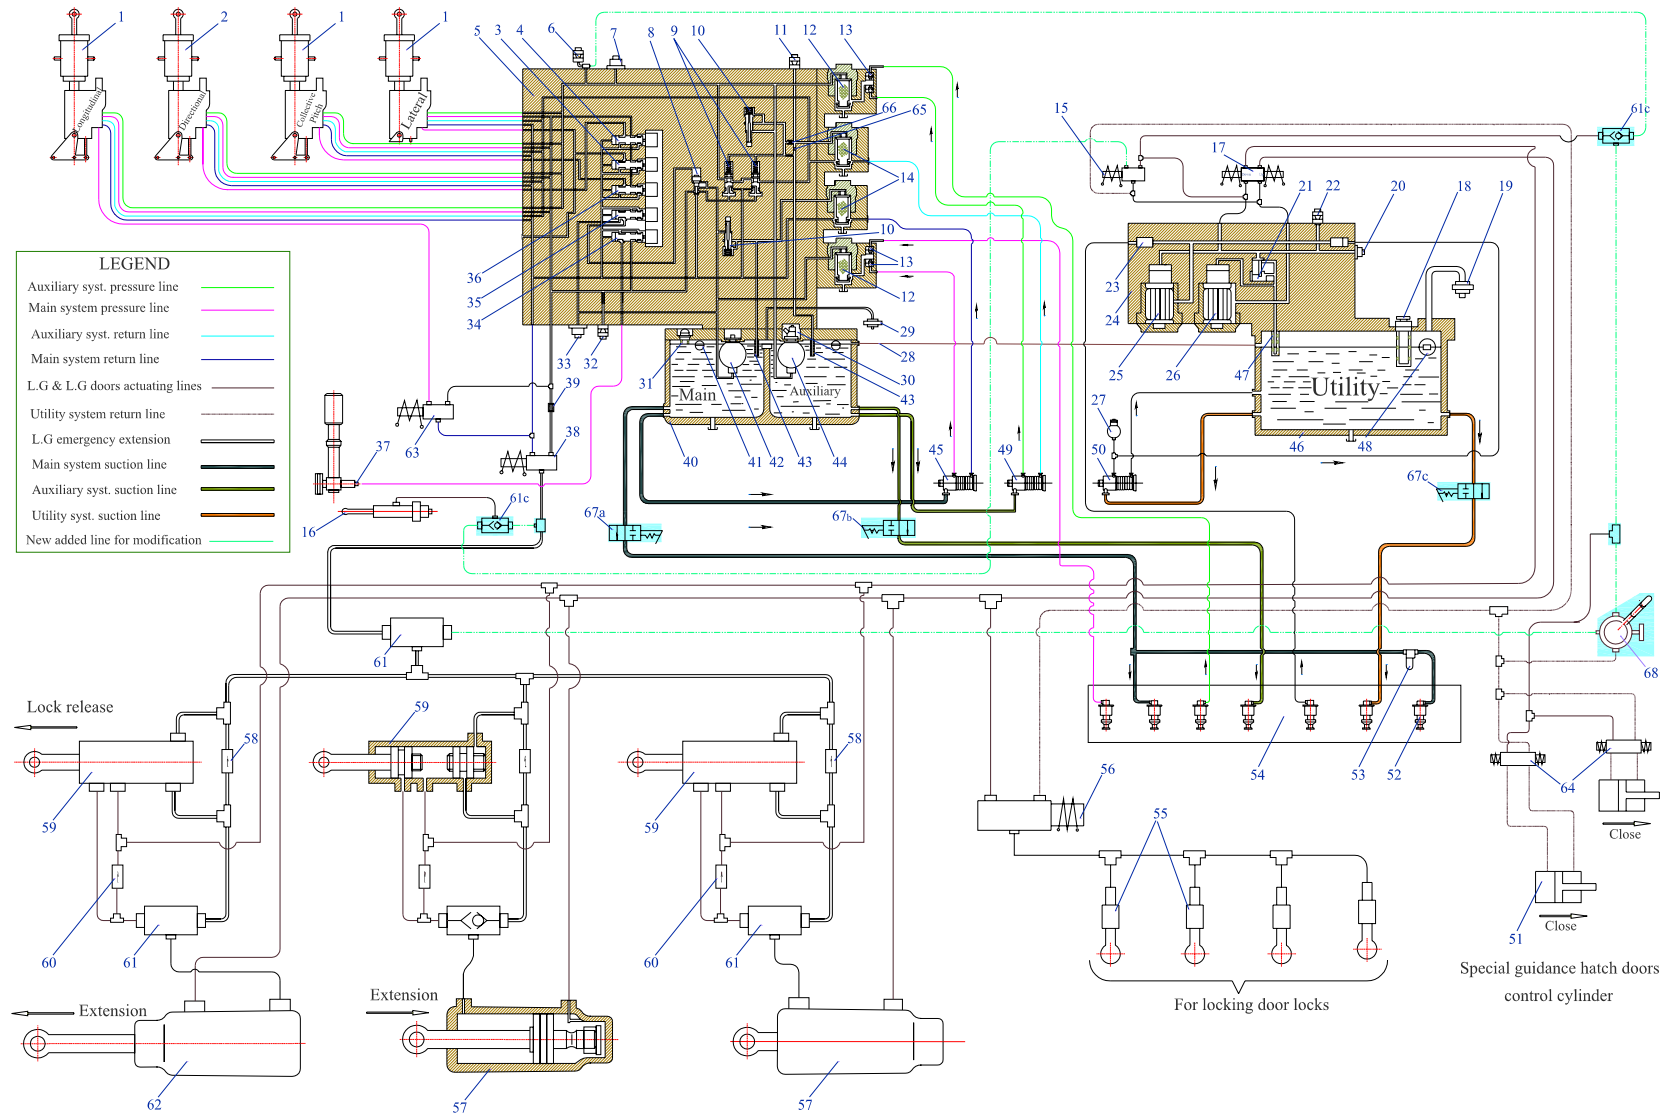 1
2
1
1
5
3
4
6
7
8
9
10
11
12
13
Longitudinal
Directional
Collective
Pitch
Lateral
66
65
15
17
61c
14
21
22
20
18
19
10
13
12
36
35
34
23
24
25
26
47
Utility
LEGEND
Auxiliary syst. pressure line
Main system pressure line
Auxiliary syst. return line
Main system return line
L.G & L.G doors actuating lines
Utility system return line
L.G emergency extension
Main system suction line
Auxiliary syst. suction line
Utility syst. suction line
New added line for modification
33
32
31
29
28
30
43
Main
Auxiliary
39
63
38
37
16
61c
40
41
42
43
44
45
49
27
50
46
48
67a
67b
67c
61
68
Lock release
59
58
59
58
59
60
61
60
61
54
53
52
56
55
64
Close
51
Close
Special guidance hatch doors
control cylinder
For locking door locks
Extension
Extension
62
57
57